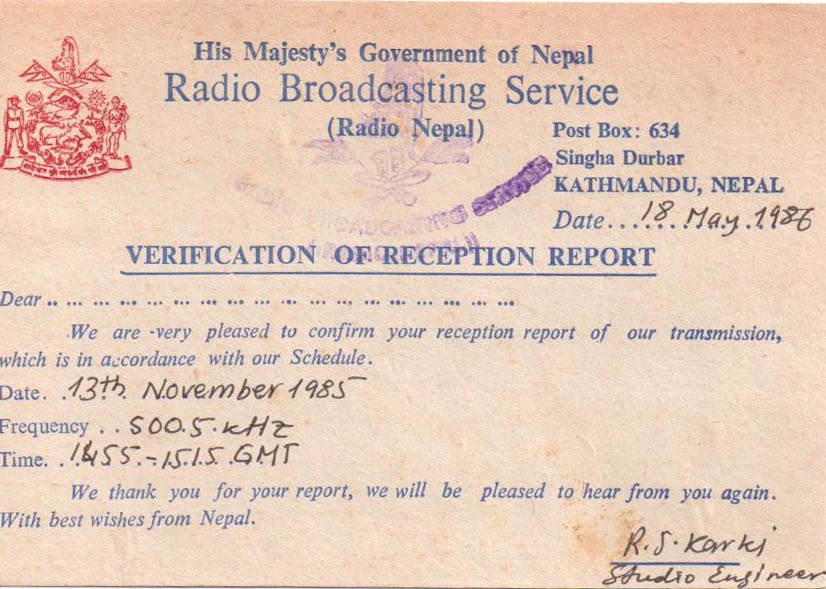 His Majesty's Government of Nepal
Radio Broadcasting Service
(Radio Nepal)
Post Box: 634
Singha Durbar
KATHMANDU, NEPAL
Date....18. May. 1986
RADIO BROADCASTING SERVICE
VERIFICATION OF RECEPTION REPORT
Dear .. ... ... ... ... ... ... ... ... ... ... ... ... ... ... ... ... ...
We are very pleased to confirm your reception report of our transmission,
which is in accordance with our Schedule.
Date. .13th November 1985
Frequency . . 5005 kHz
Time. .1455-1515 GMT
We thank you for your report, we will be pleased to hear from you again.
With best wishes from Nepal.
R. S. Karki
Studio Engineer